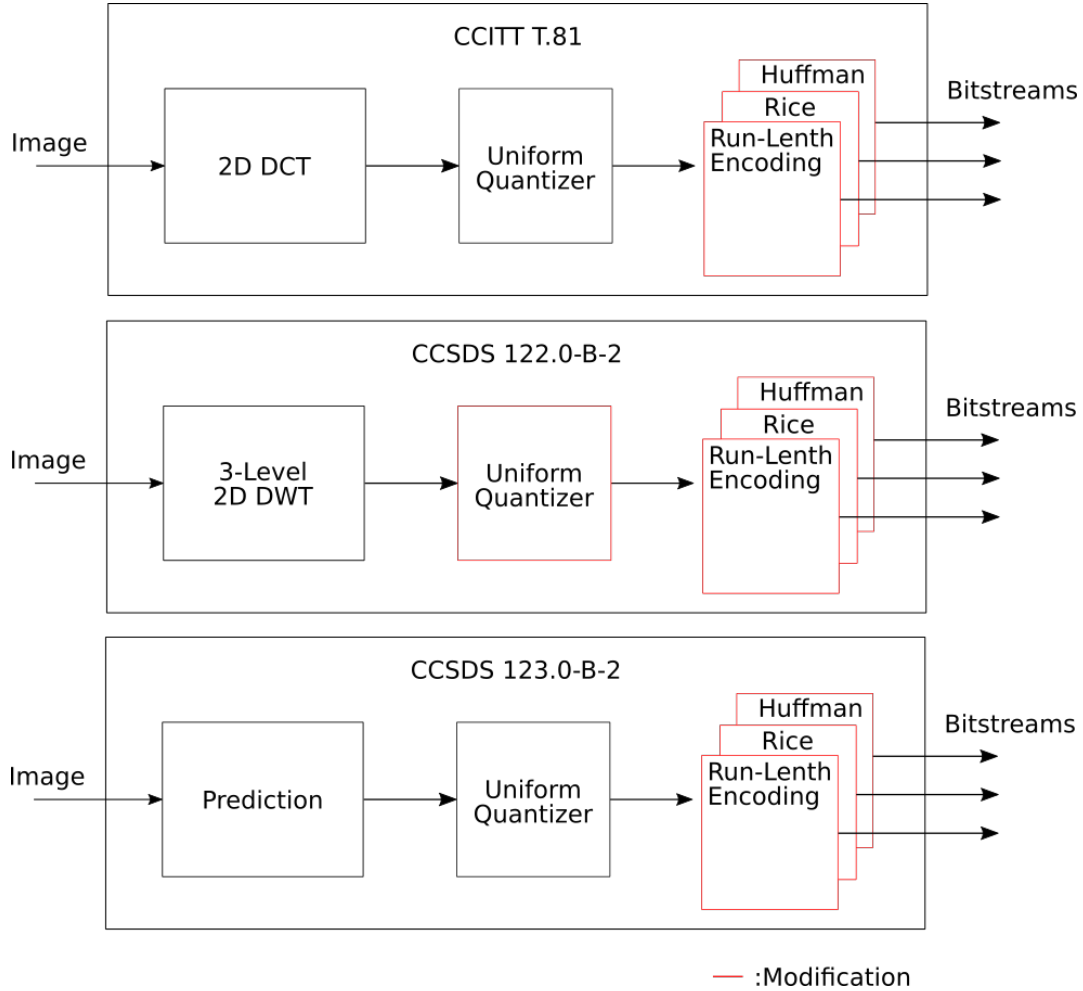 CCITT T.81
Image
2D DCT
Uniform
Quantizer
Huffman
Rice
Run-Lenth
Encoding
Bitstreams
CCSDS 122.0-B-2
Image
3-Level
2D DWT
Uniform
Quantizer
Huffman
Rice
Run-Lenth
Encoding
Bitstreams
CCSDS 123.0-B-2
Image
Prediction
Uniform
Quantizer
Huffman
Rice
Run-Lenth
Encoding
Bitstreams
:Modification